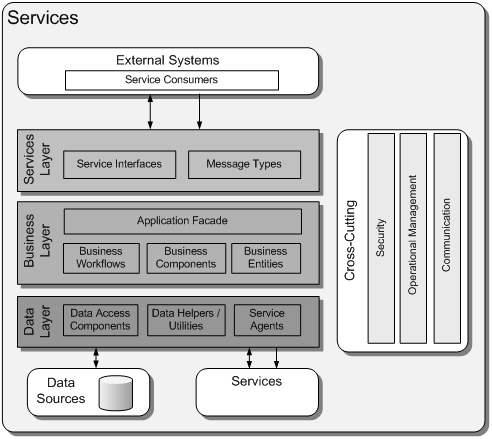 Services
External Systems
Service Consumers
Services
Layer
Service Interfaces
Message Types
Business
Layer
Application Facade
Business
Workflows
Business
Components
Business
Entities
Data
Layer
Data Access
Components
Data Helpers /
Utilities
Service
Agents
Data
Sources
Services
Cross-Cutting
Security
Operational Management
Communication